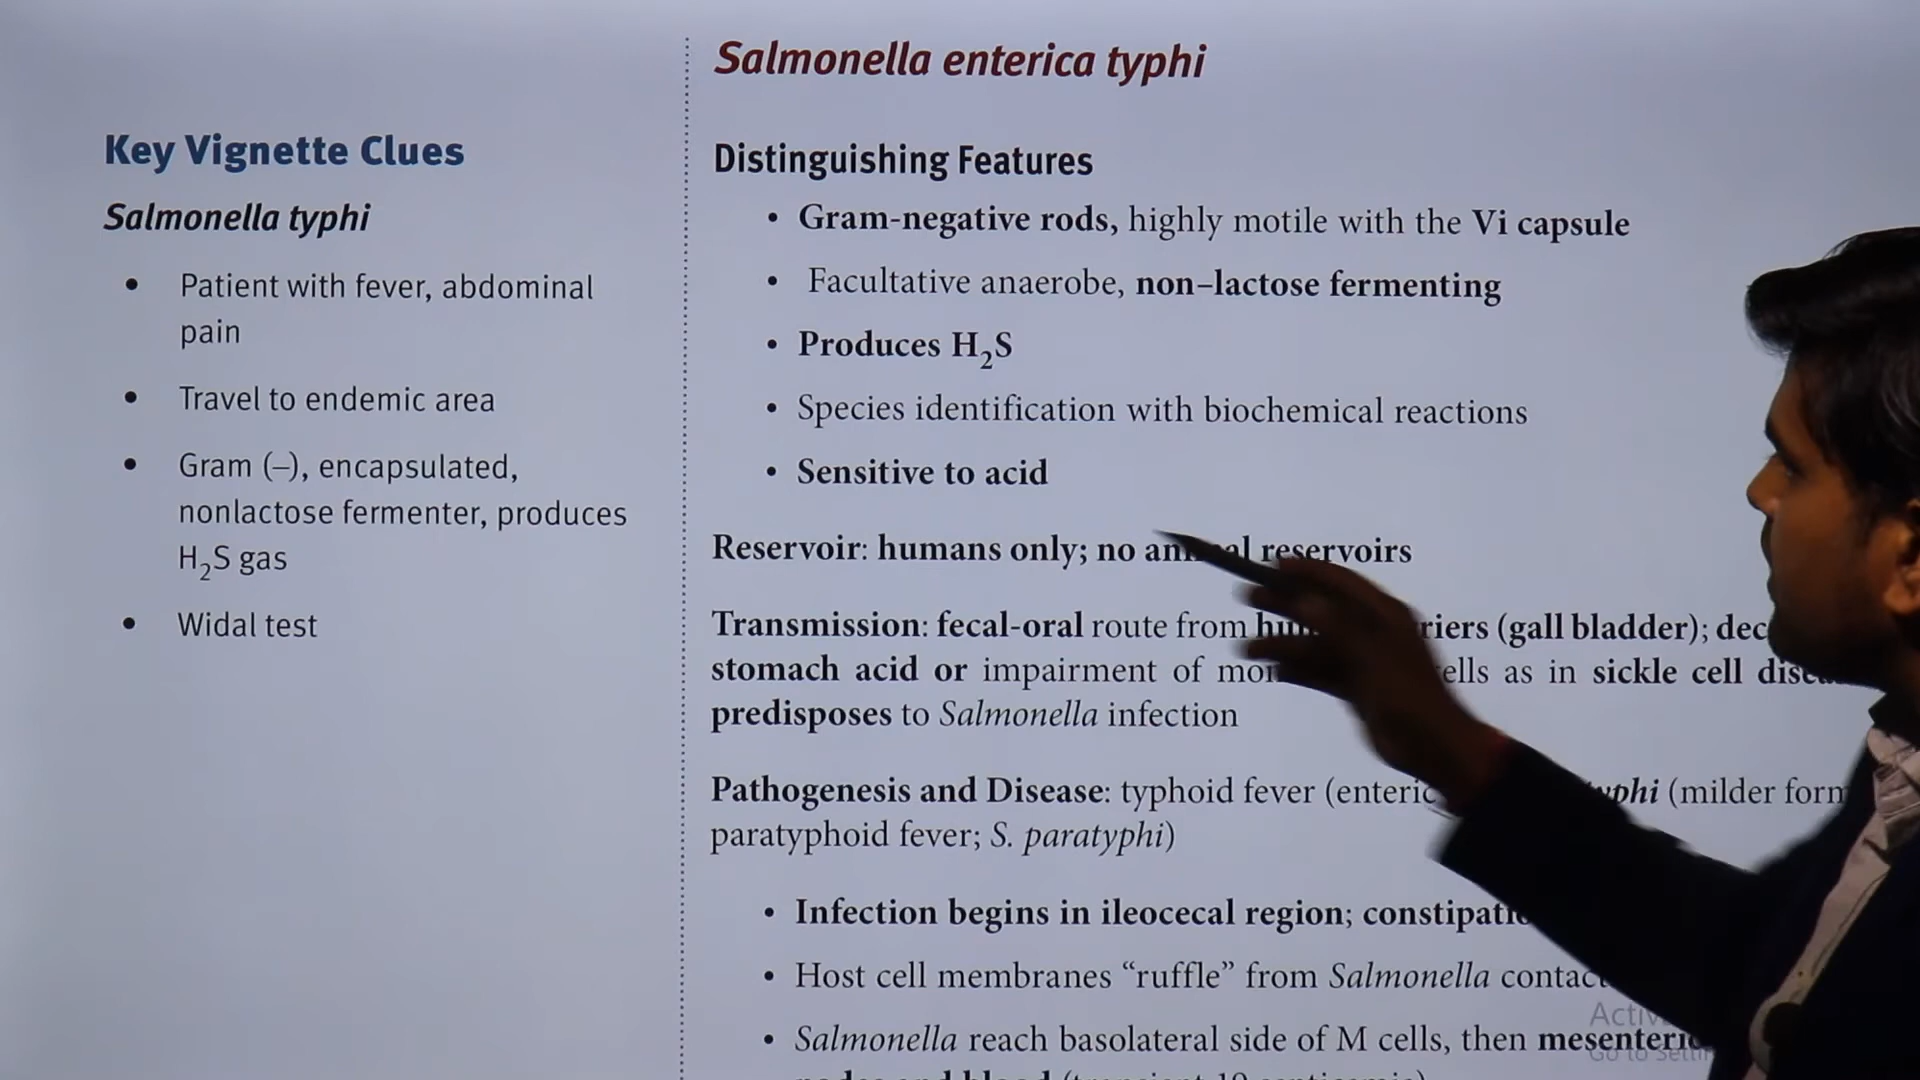 Salmonella enterica typhi
Key Vignette Clues
Salmonella typhi
• Patient with fever, abdominal
pain
• Travel to endemic area
• Gram (–), encapsulated,
nonlactose fermenter, produces
H₂S gas
• Widal test
Distinguishing Features
• Gram-negative rods, highly motile with the Vi capsule
• Facultative anaerobe, non–lactose fermenting
• Produces H₂S
• Species identification with biochemical reactions
• Sensitive to acid
Reservoir: humans only; no reservoirs
Transmission: fecal-oral route from (gall bladder);
stomach acid or impairment of as in sickle cell
predisposes to Salmonella infection
Pathogenesis and Disease: typhoid fever (milder
paratyphoid fever; S. paratyphi)
• Infection begins in ileocecal region;
• Host cell membranes “ruffle” from Salmonella
• Salmonella reach basolateral side of M cells, then
Go to